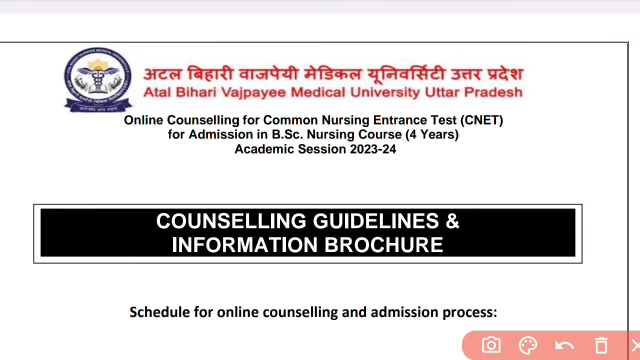 अटल बिहारी वाजपेयी मेडिकल यूनिवर्सिटी उत्तर प्रदेश
Atal Bihari Vajpayee Medical University Uttar Pradesh
Online Counselling for Common Nursing Entrance Test (CNET)
for Admission in B.Sc. Nursing Course (4 Years)
Academic Session 2023-24
COUNSELLING GUIDELINES &
INFORMATION BROCHURE
Schedule for online counselling and admission process: